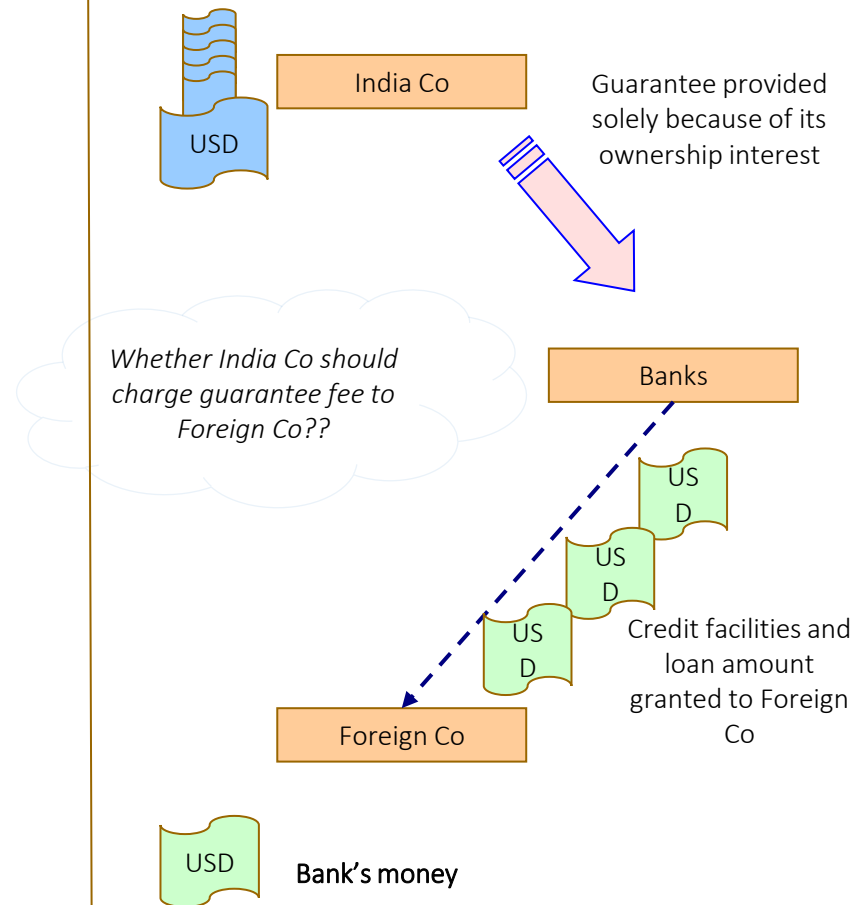 India Co
USD
Guarantee provided
solely because of its
ownership interest
Whether India Co should
charge guarantee fee to
Foreign Co??
Banks
US
D
US
D
US
D
Credit facilities and
loan amount
granted to Foreign
Co
Foreign Co
USD
Bank's money